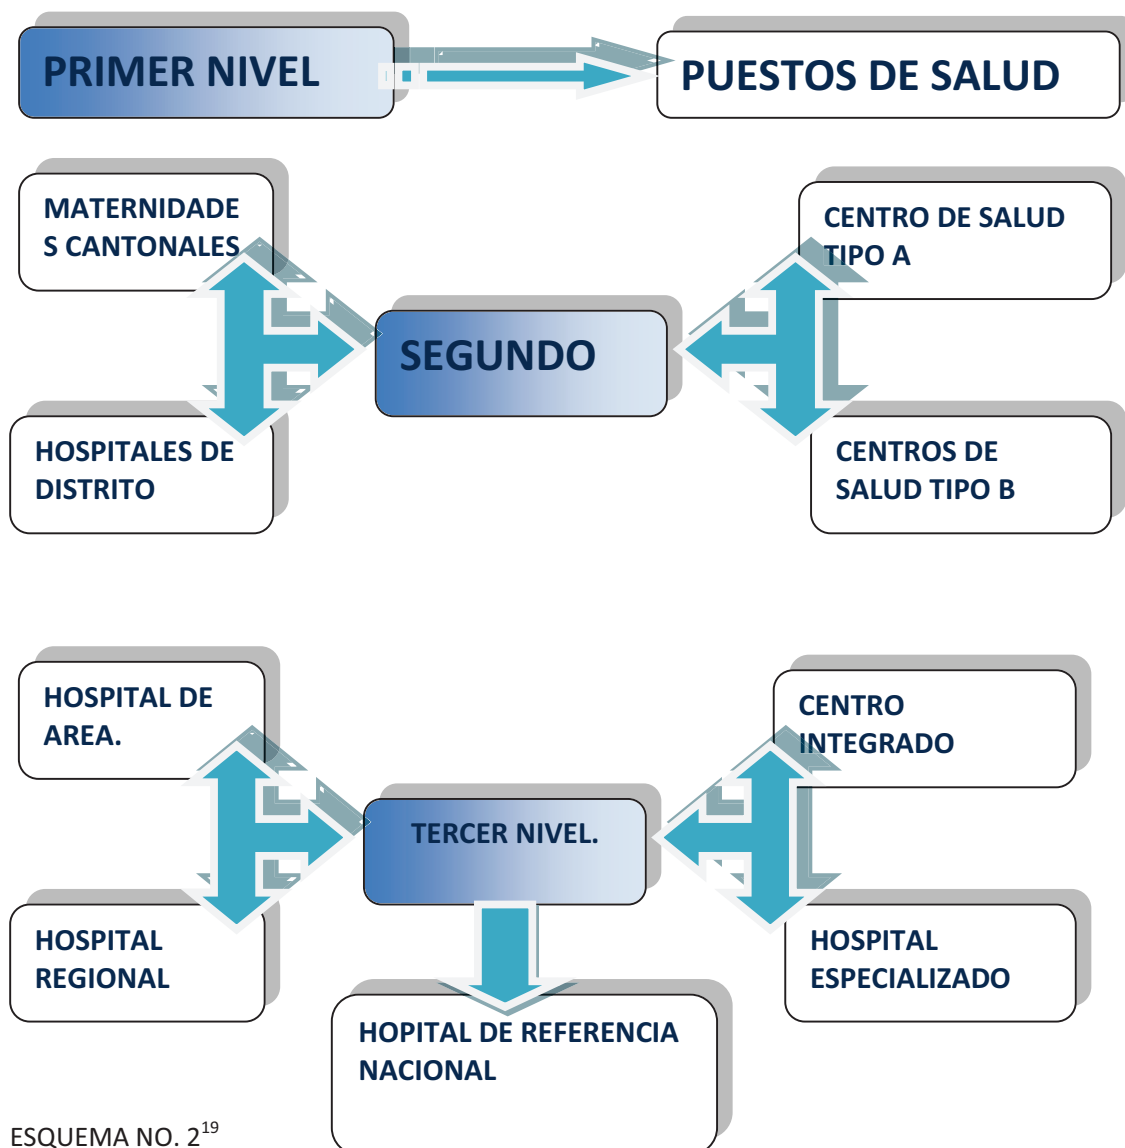 PRIMER NIVEL
PUESTOS DE SALUD
MATERNIDADE
S CANTONALES
CENTRO DE SALUD
TIPO A
SEGUNDO
HOSPITALES DE
DISTRITO
CENTROS DE
SALUD TIPO B
HOSPITAL DE
AREA.
CENTRO
INTEGRADO
TERCER NIVEL.
HOSPITAL
REGIONAL
HOSPITAL
ESPECIALIZADO
HOPITAL DE REFERENCIA
NACIONAL
ESQUEMA NO. 2¹⁹